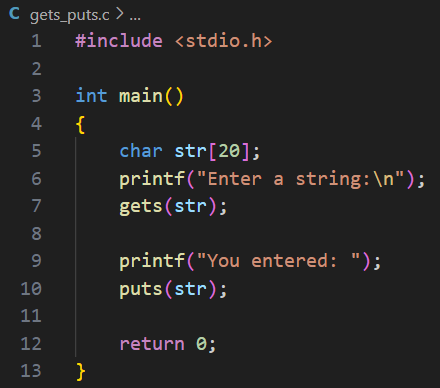 C gets_puts.c > ...
1 #include <stdio.h>
2
3 int main()
4 {
5     char str[20];
6     printf("Enter a string:\n");
7     gets(str);
8
9     printf("You entered: ");
10     puts(str);
11
12     return 0;
13 }